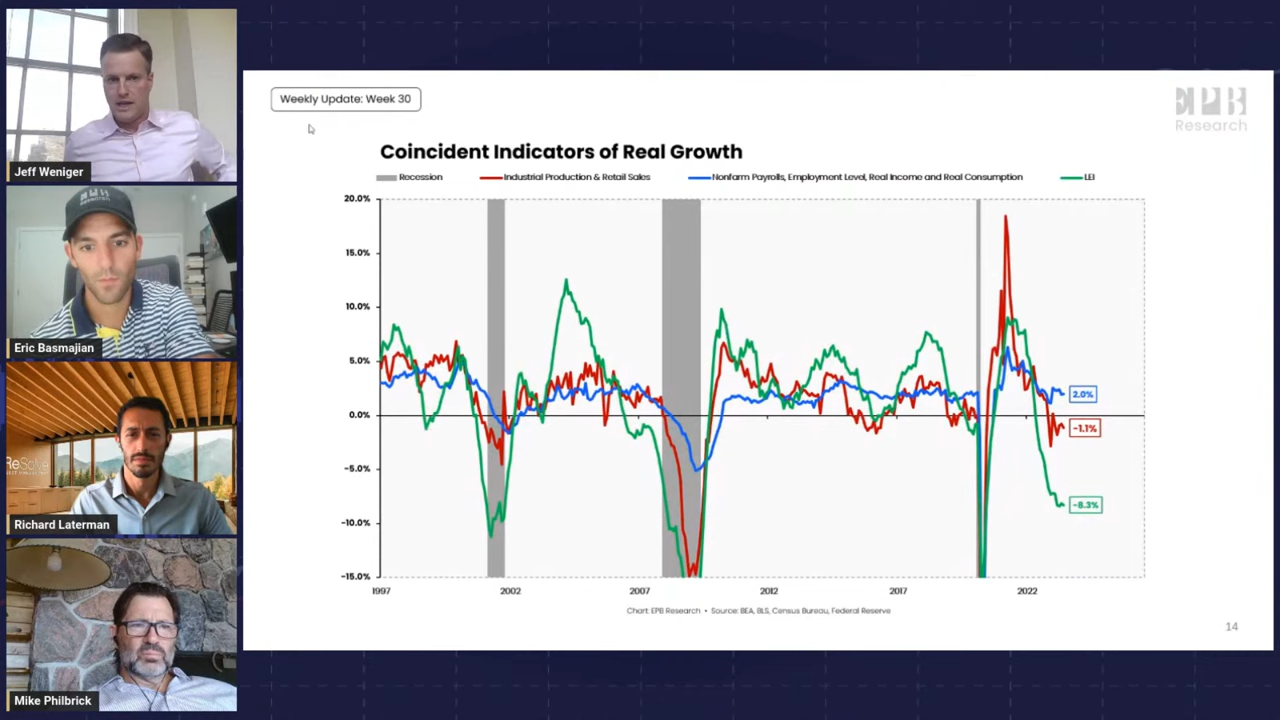 Jeff Weniger
Eric Basmajian
ReSolve
Richard Laterman
Mike Philbrick
Weekly Update: Week 30
EPB
Research
Coincident Indicators of Real Growth
Recession
Industrial Production & Retail Sales
Nonfarm Payrolls, Employment Level, Real Income and Real Consumption
LEI
20.0%
15.0%
10.0%
5.0%
0.0%
-5.0%
-10.0%
-15.0%
2.0%
-1.1%
-8.3%
1997 2002 2007 2012 2017 2022
Chart: EPB Research • Source: BEA, BLS, Census Bureau, Federal Reserve
14